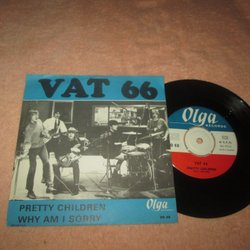 VAT 66
PRETTY CHILDREN
WHY AM I SORRY
Olga
Olga
RECORDS
VAT 66
PRETTY CHILDREN